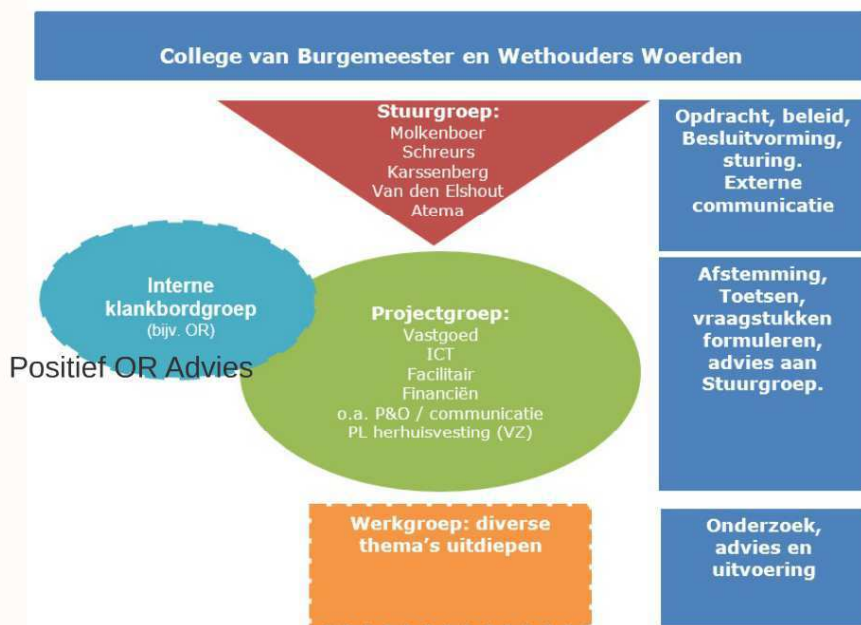 College van Burgemeester en Wethouders Woerden
Stuurgroep:
Molkenboer
Schreurs
Karssenberg
Van den Elshout
Atema
Opdracht, beleid,
Besluitvorming,
sturing.
Externe
communicatie
Interne
klankbordgroep
(bijv. OR)
Positief OR Advies
Projectgroep:
Vastgoed
ICT
Facilitair
Financiën
o.a. P&O / communicatie
PL herhuisvesting (VZ)
Afstemming,
Toetsen,
vraagstukken
formuleren,
advies aan
Stuurgroep.
Werkgroep: diverse
thema's uitdiepen
Onderzoek,
advies en
uitvoering